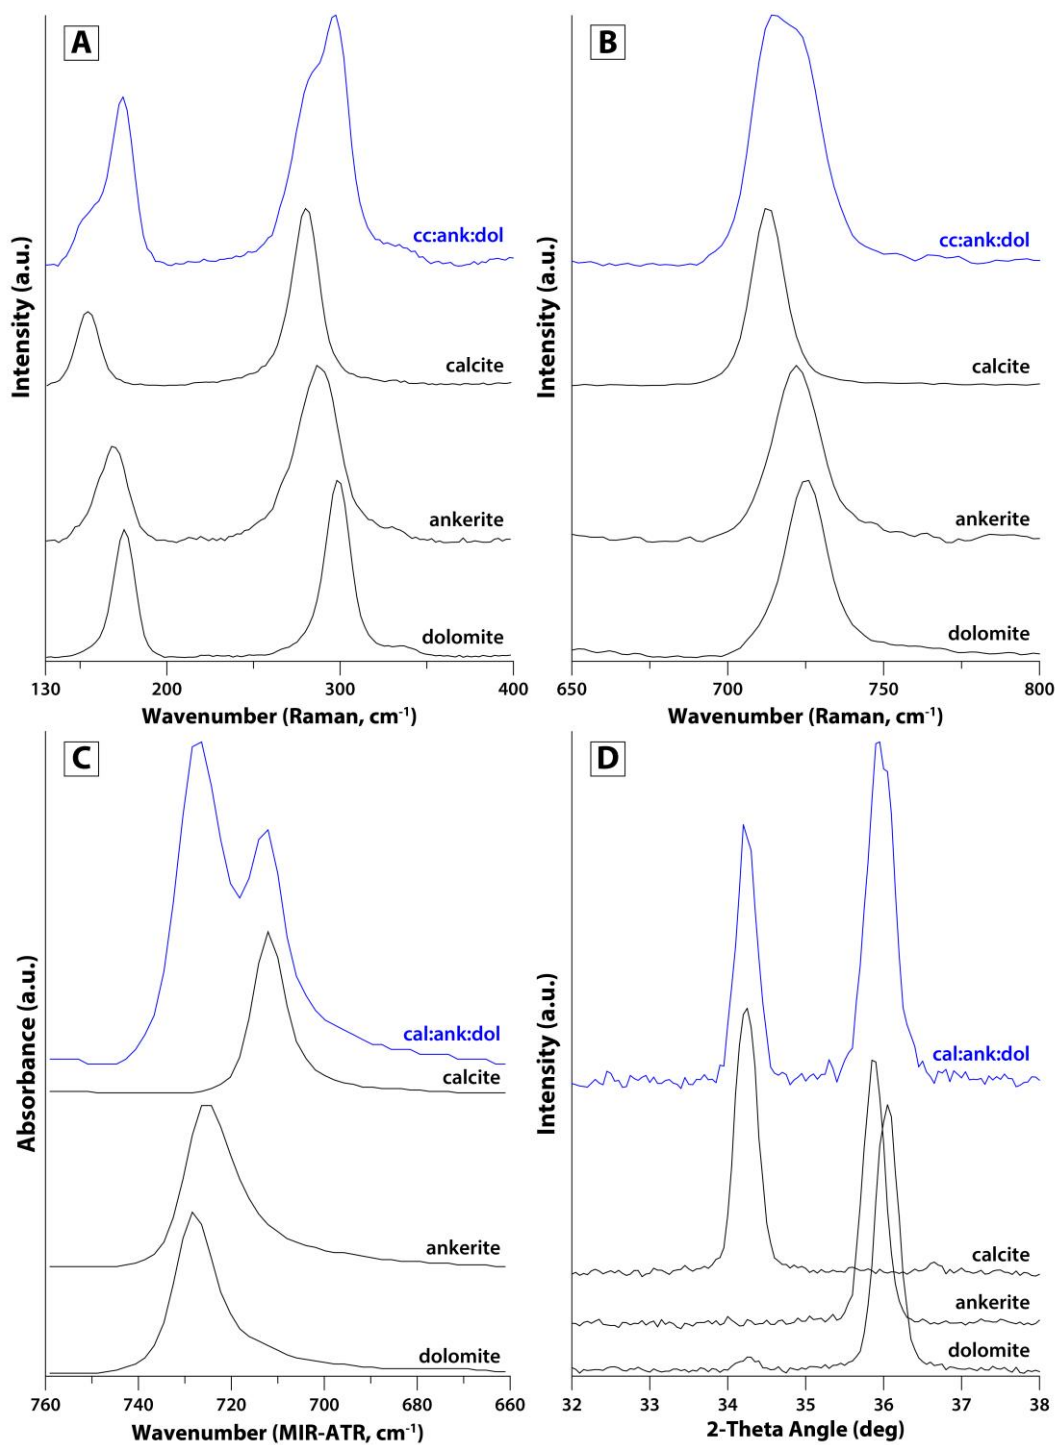 A
cc:ank:dol
calcite
ankerite
dolomite
Intensity (a.u.)
130 200 300 400
Wavenumber (Raman, cm⁻¹)
B
cc:ank:dol
calcite
ankerite
dolomite
Intensity (a.u.)
650 700 750 800
Wavenumber (Raman, cm⁻¹)
C
cal:ank:dol
calcite
ankerite
dolomite
Absorbance (a.u.)
760 740 720 700 680 660
Wavenumber (MIR-ATR, cm⁻¹)
D
cal:ank:dol
calcite
ankerite
dolomite
Intensity (a.u.)
32 33 34 35 36 37 38
2-Theta Angle (deg)